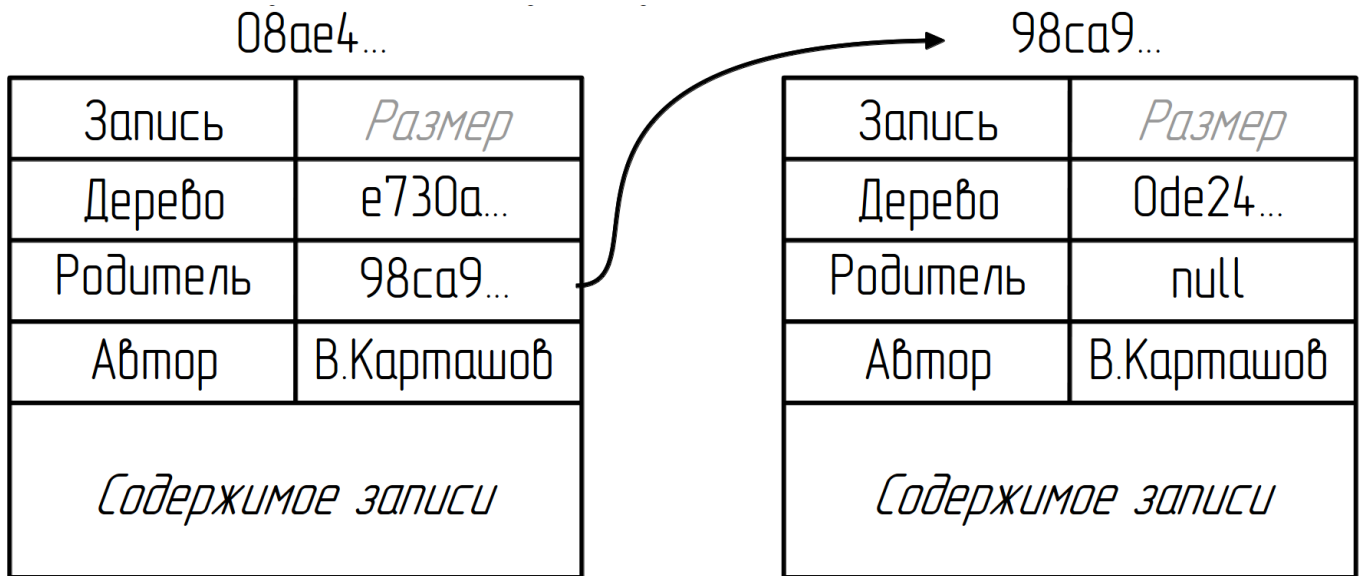 08ae4...
Запись Размер
Дерево e730a...
Родитель 98ca9...
Автор В.Карташов
Содержимое записи
98ca9...
Запись Размер
Дерево 0de24...
Родитель null
Автор В.Карташов
Содержимое записи